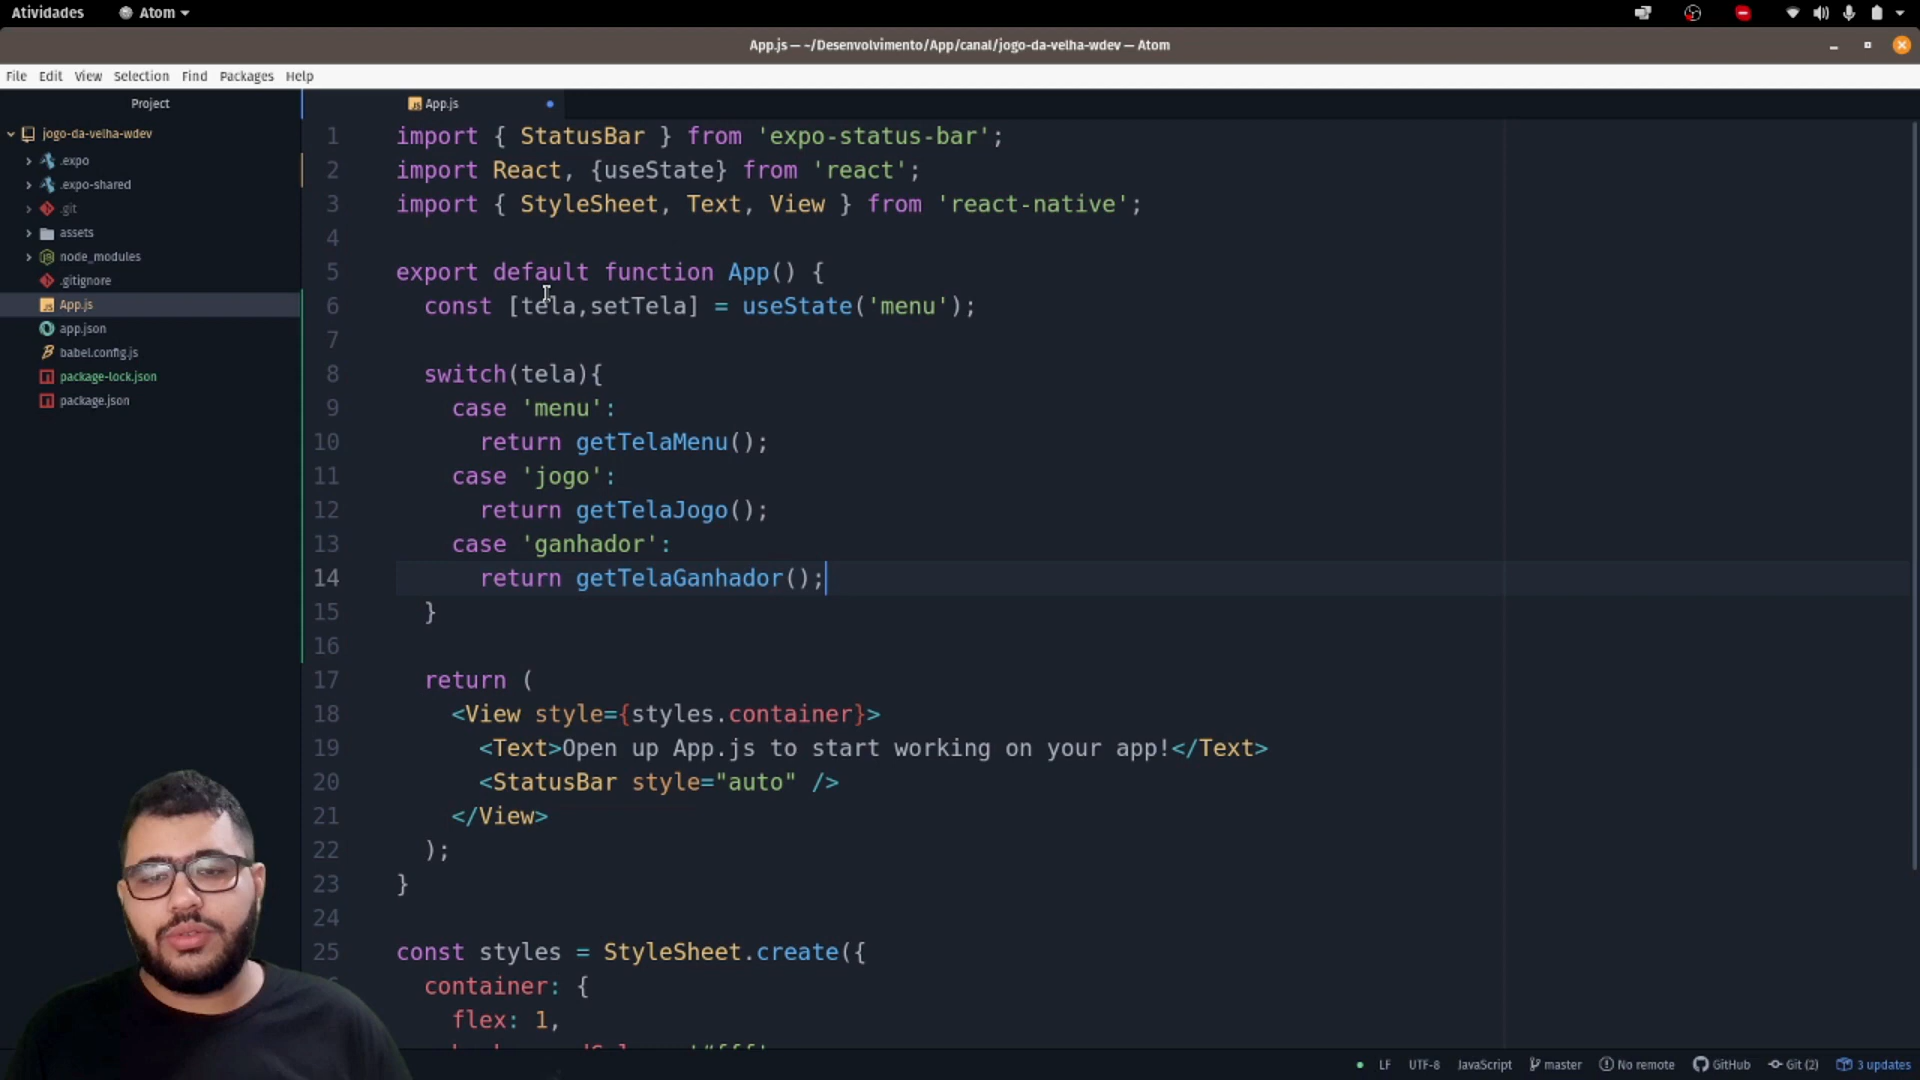 Atividades
Atom
App.js — ~/Desenvolvimento/App/canal/jogo-da-velha-wdev — Atom
File Edit View Selection Find Packages Help
Project
jogo-da-velha-wdev
.expo
.expo-shared
.git
assets
node_modules
.gitignore
App.js
app.json
babel.config.js
package-lock.json
package.json
App.js
1 import { StatusBar } from 'expo-status-bar';
2 import React, {useState} from 'react';
3 import { StyleSheet, Text, View } from 'react-native';
4
5 export default function App() {
6 const [tela,setTela] = useState('menu');
7
8 switch(tela){
9 case 'menu':
10 return getTelaMenu();
11 case 'jogo':
12 return getTelaJogo();
13 case 'ganhador':
14 return getTelaGanhador();
15 }
16
17 return (
18 <View style={styles.container}>
19 <Text>Open up App.js to start working on your app!</Text>
20 <StatusBar style="auto" />
21 </View>
22 );
23 }
24
25 const styles = StyleSheet.create({
container: {
flex: 1,
LF UTF-8 JavaScript master No remote GitHub Git (2) 3 updates